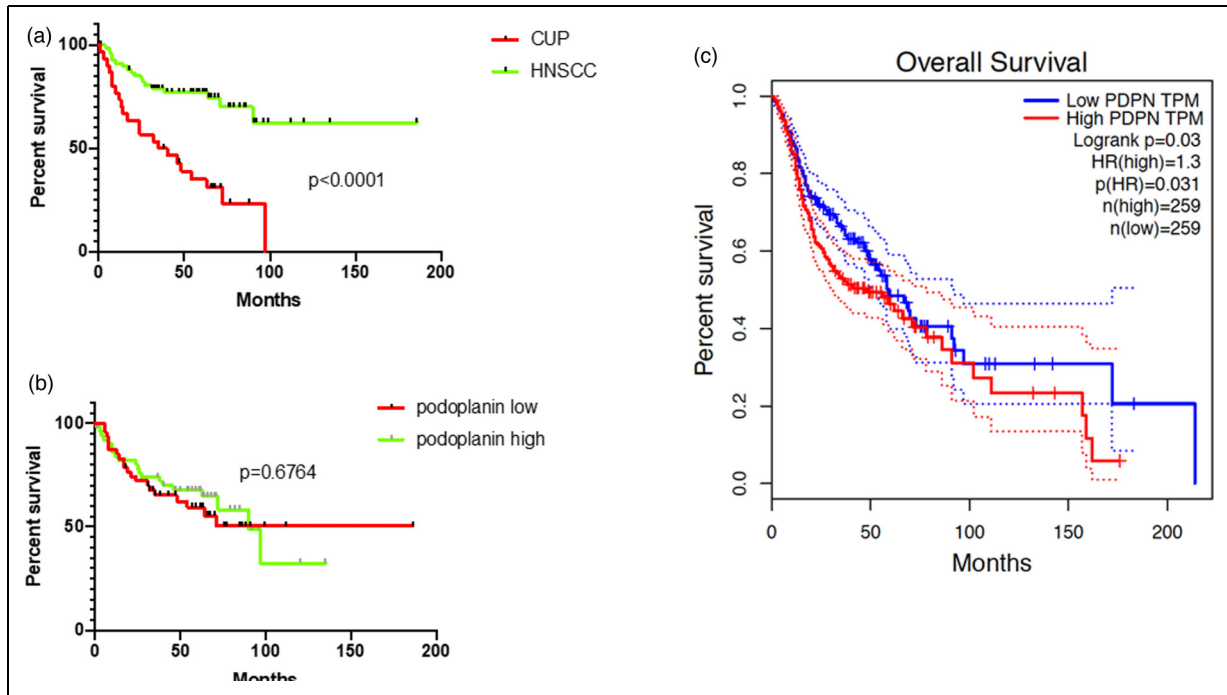 (a)
CUP
HNSCC
Percent survival
100
50
0
p<0.0001
0 50 100 150 200
Months
(b)
podoplanin low
podoplanin high
Percent survival
100
50
0
p=0.6764
0 50 100 150 200
Months
(c)
Overall Survival
Low PDPN TPM
High PDPN TPM
Logrank p=0.03
HR(high)=1.3
p(HR)=0.031
n(high)=259
n(low)=259
Percent survival
1.0
0.8
0.6
0.4
0.2
0.0
0 50 100 150 200
Months